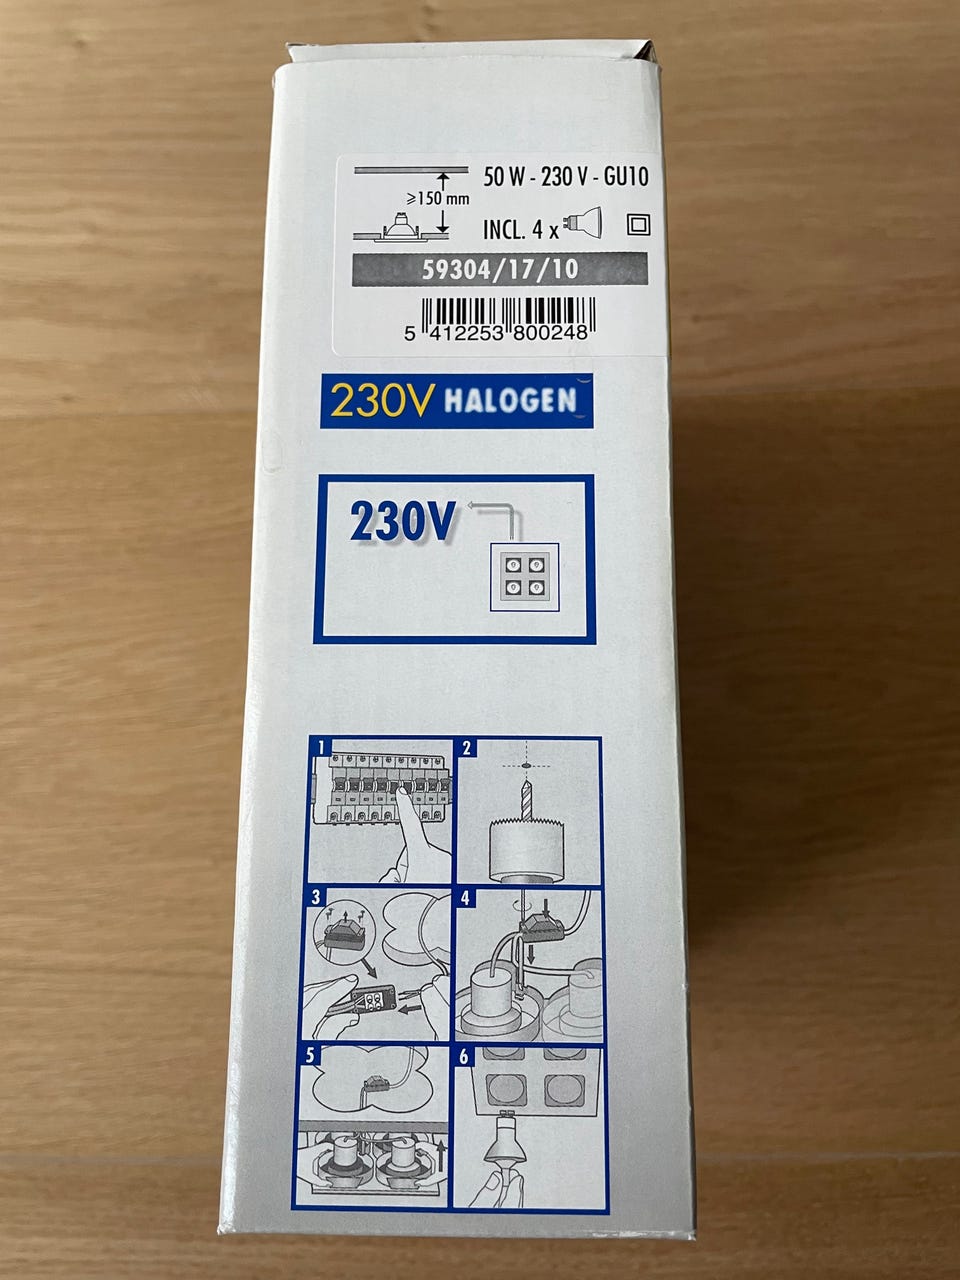 50 W - 230 V - GU10
≥150 mm
INCL. 4 x
59304/17/10
5 412253 800248
230V HALOGEN
230V
1
2
3
4
5
6